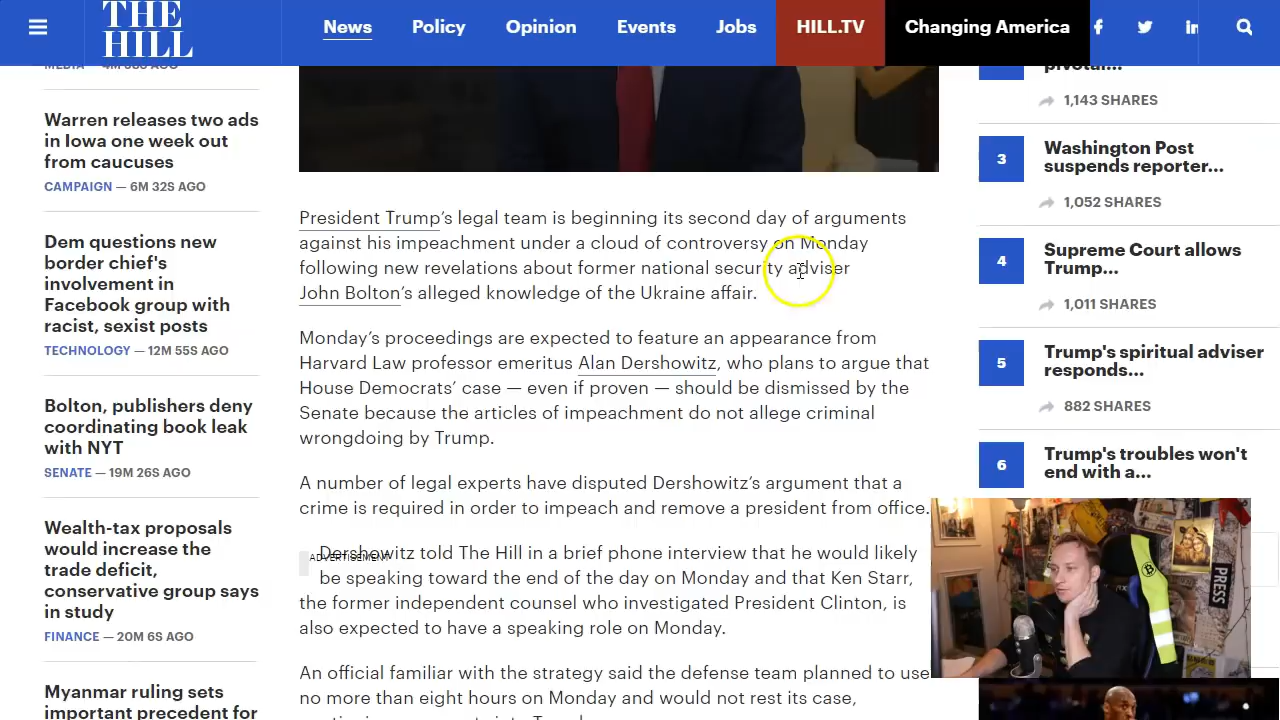 THE
HILL
News
Policy
Opinion
Events
Jobs
HILL.TV
Changing America
Warren releases two ads
in Iowa one week out
from caucuses
CAMPAIGN — 6M 32S AGO
Dem questions new
border chief's
involvement in
Facebook group with
racist, sexist posts
TECHNOLOGY — 12M 55S AGO
Bolton, publishers deny
coordinating book leak
with NYT
SENATE — 19M 26S AGO
Wealth-tax proposals
would increase the
trade deficit,
conservative group says
in study
FINANCE — 20M 6S AGO
Myanmar ruling sets
important precedent for
President Trump's legal team is beginning its second day of arguments
against his impeachment under a cloud of controversy on Monday
following new revelations about former national security adviser
John Bolton's alleged knowledge of the Ukraine affair.
Monday's proceedings are expected to feature an appearance from
Harvard Law professor emeritus Alan Dershowitz, who plans to argue that
House Democrats' case — even if proven — should be dismissed by the
Senate because the articles of impeachment do not allege criminal
wrongdoing by Trump.
A number of legal experts have disputed Dershowitz's argument that a
crime is required in order to impeach and remove a president from office.
ADVERTISEMENT
Dershowitz told The Hill in a brief phone interview that he would likely
be speaking toward the end of the day on Monday and that Ken Starr,
the former independent counsel who investigated President Clinton, is
also expected to have a speaking role on Monday.
An official familiar with the strategy said the defense team planned to use
no more than eight hours on Monday and would not rest its case,
pivotal...
1,143 SHARES
3
Washington Post
suspends reporter...
1,052 SHARES
4
Supreme Court allows
Trump...
1,011 SHARES
5
Trump's spiritual adviser
responds...
882 SHARES
6
Trump's troubles won't
end with a...
PRESS